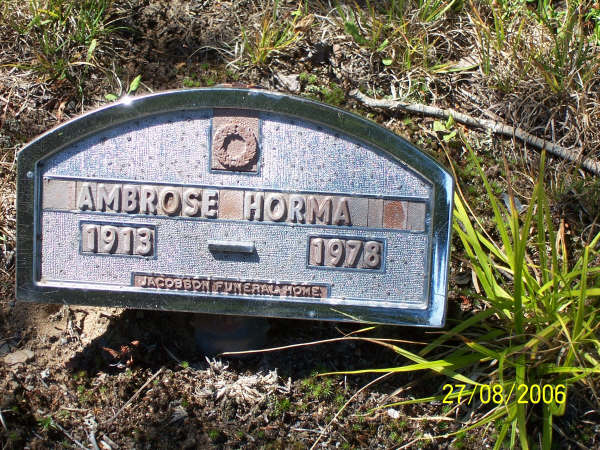 AMBROSE HORMA
1913 - 1978
JACOBSON FUNERAL HOME
27/08/2006